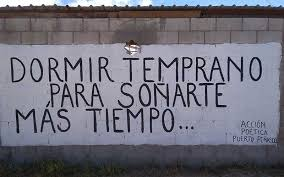 DORMIR TEMPRANO
PARA SOÑARTE
MÁS TIEMPO...
ACCIÓN
POÉTICA
PUERTO PEÑASCO